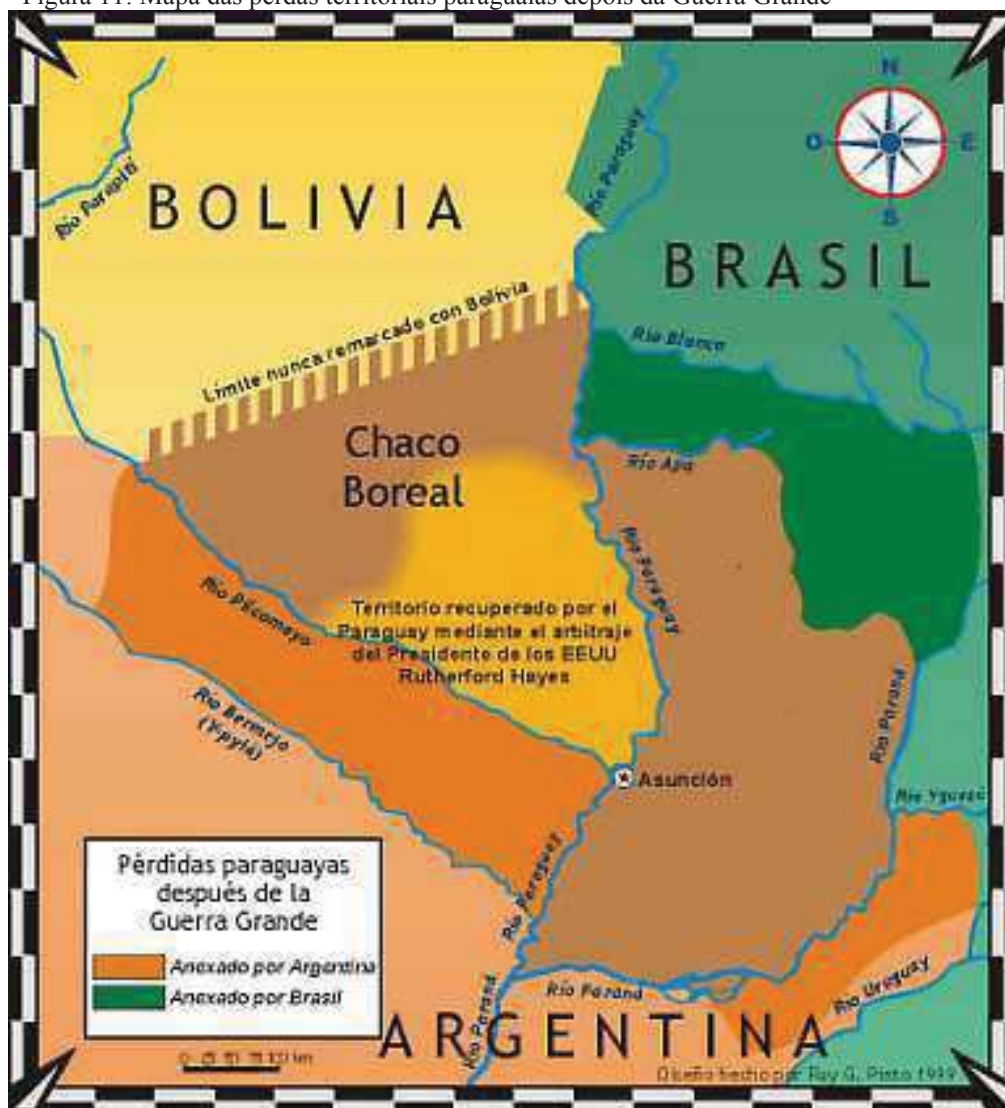 Figura 11: Mapa das perdas territoriais paraguaias depois da Guerra Grande
N
O
E
S
Río Parapití
BOLIVIA
Río Paraguay
BRASIL
Límite nunca remarcado con Bolivia
Río Blanco
Chaco
Boreal
Río Apa
Río Paraguay
Río Pilcomayo
Territorio recuperado por el
Paraguay mediante el arbitraje
del Presidente de los EEUU
Rutherford Hayes
Río Bermejo
(Ypytá)
Río Paraná
Asunción
Río Yguazú
Pérdidas paraguayas
después de la
Guerra Grande
Anexado por Argentina
Anexado por Brasil
Río Paraguay
Río Paraná
Río Paraná
Río Uruguay
ARGENTINA
km
Diseño hecho por Ruy G. Pinto 1999